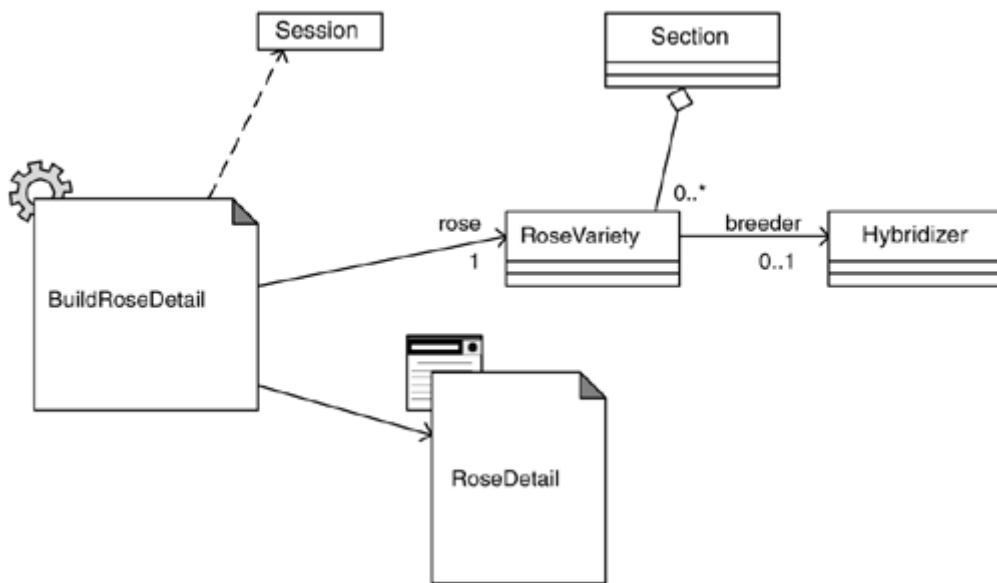 Session
Section
0..*
rose
1
RoseVariety
breeder
0..1
Hybridizer
BuildRoseDetail
RoseDetail